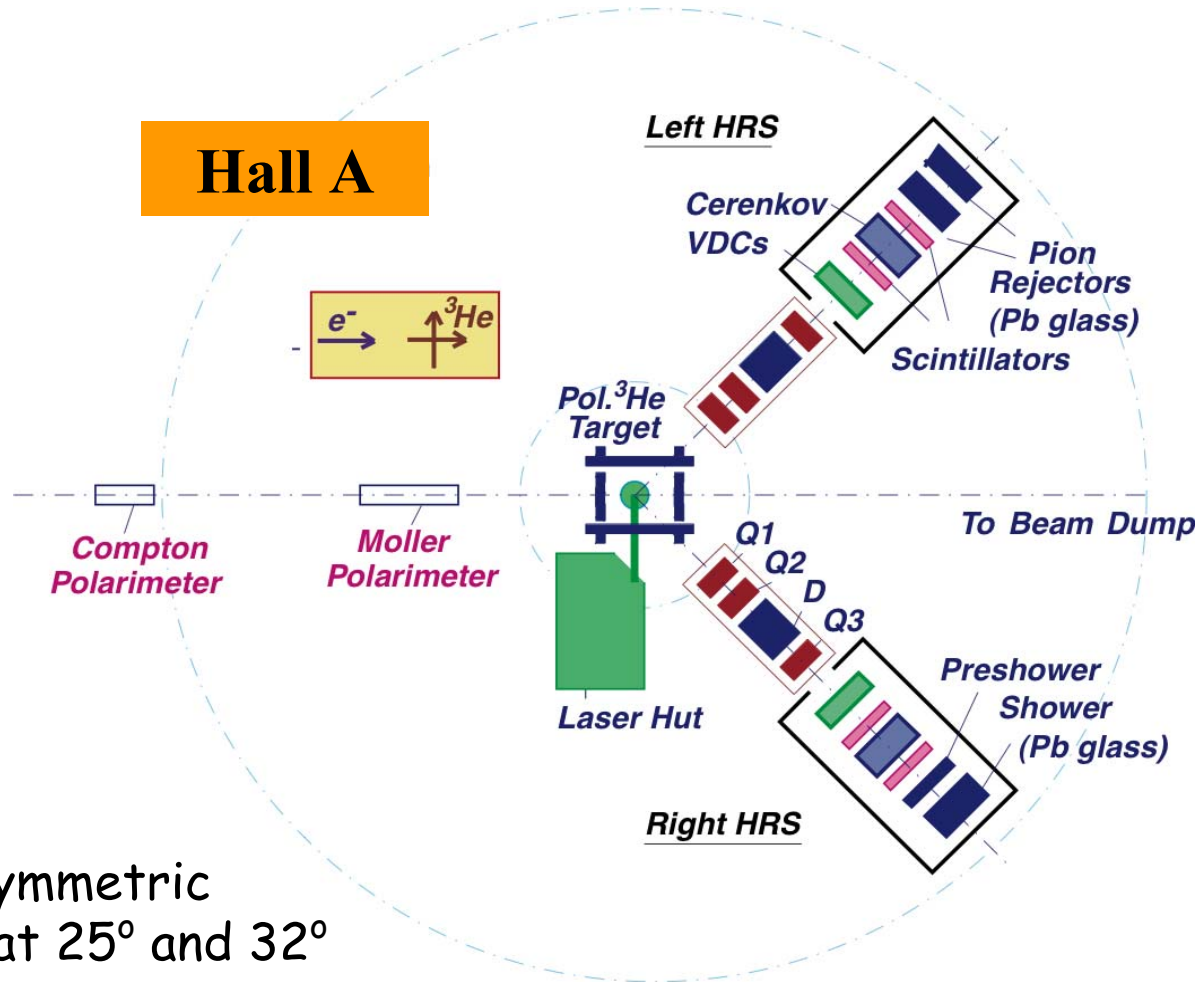 Hall A
Left HRS
Cerenkov
VDCs
Pion
Rejectors
(Pb glass)
Scintillators
e-
3He
Pol.3He
Target
Compton
Polarimeter
Moller
Polarimeter
To Beam Dump
Q1
Q2
D
Q3
Laser Hut
Preshower
Shower
(Pb glass)
Right HRS
ymmetric
at 25° and 32°